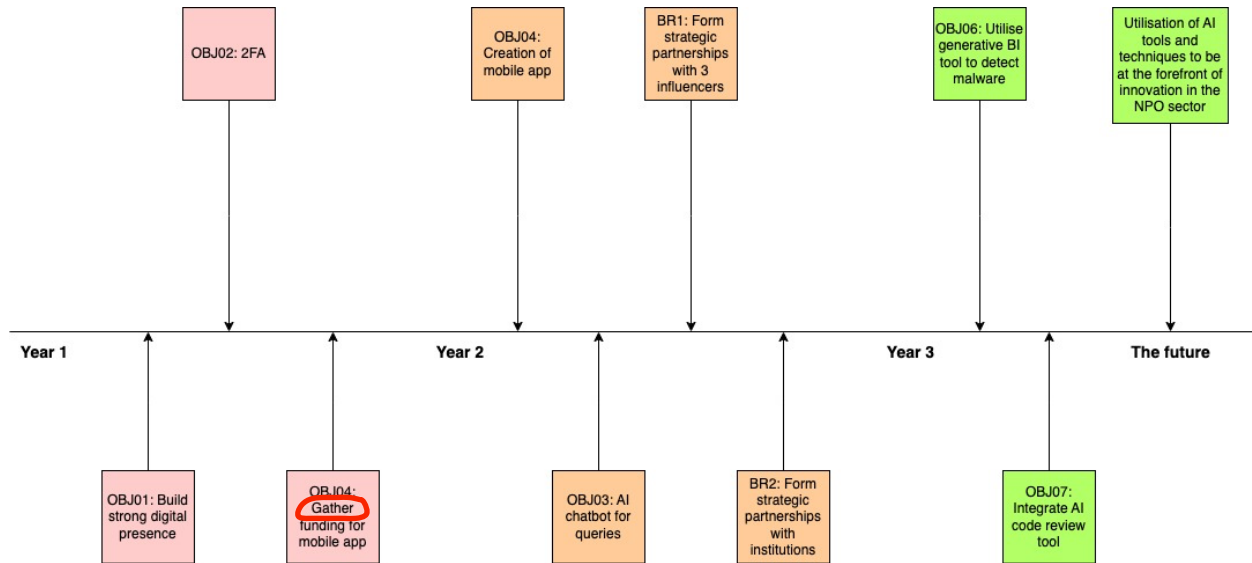 OBJ02: 2FA
OBJ04:
Creation of
mobile app
BR1: Form
strategic
partnerships
with 3
influencers
OBJ06: Utilise
generative BI
tool to detect
malware
Utilisation of AI
tools and
techniques to be
at the forefront of
innovation in the
NPO sector
Year 1
Year 2
Year 3
The future
OBJ01: Build
strong digital
presence
OBJ04:
Gather
funding for
mobile app
OBJ03: AI
chatbot for
queries
BR2: Form
strategic
partnerships
with
institutions
OBJ07:
Integrate AI
code review
tool